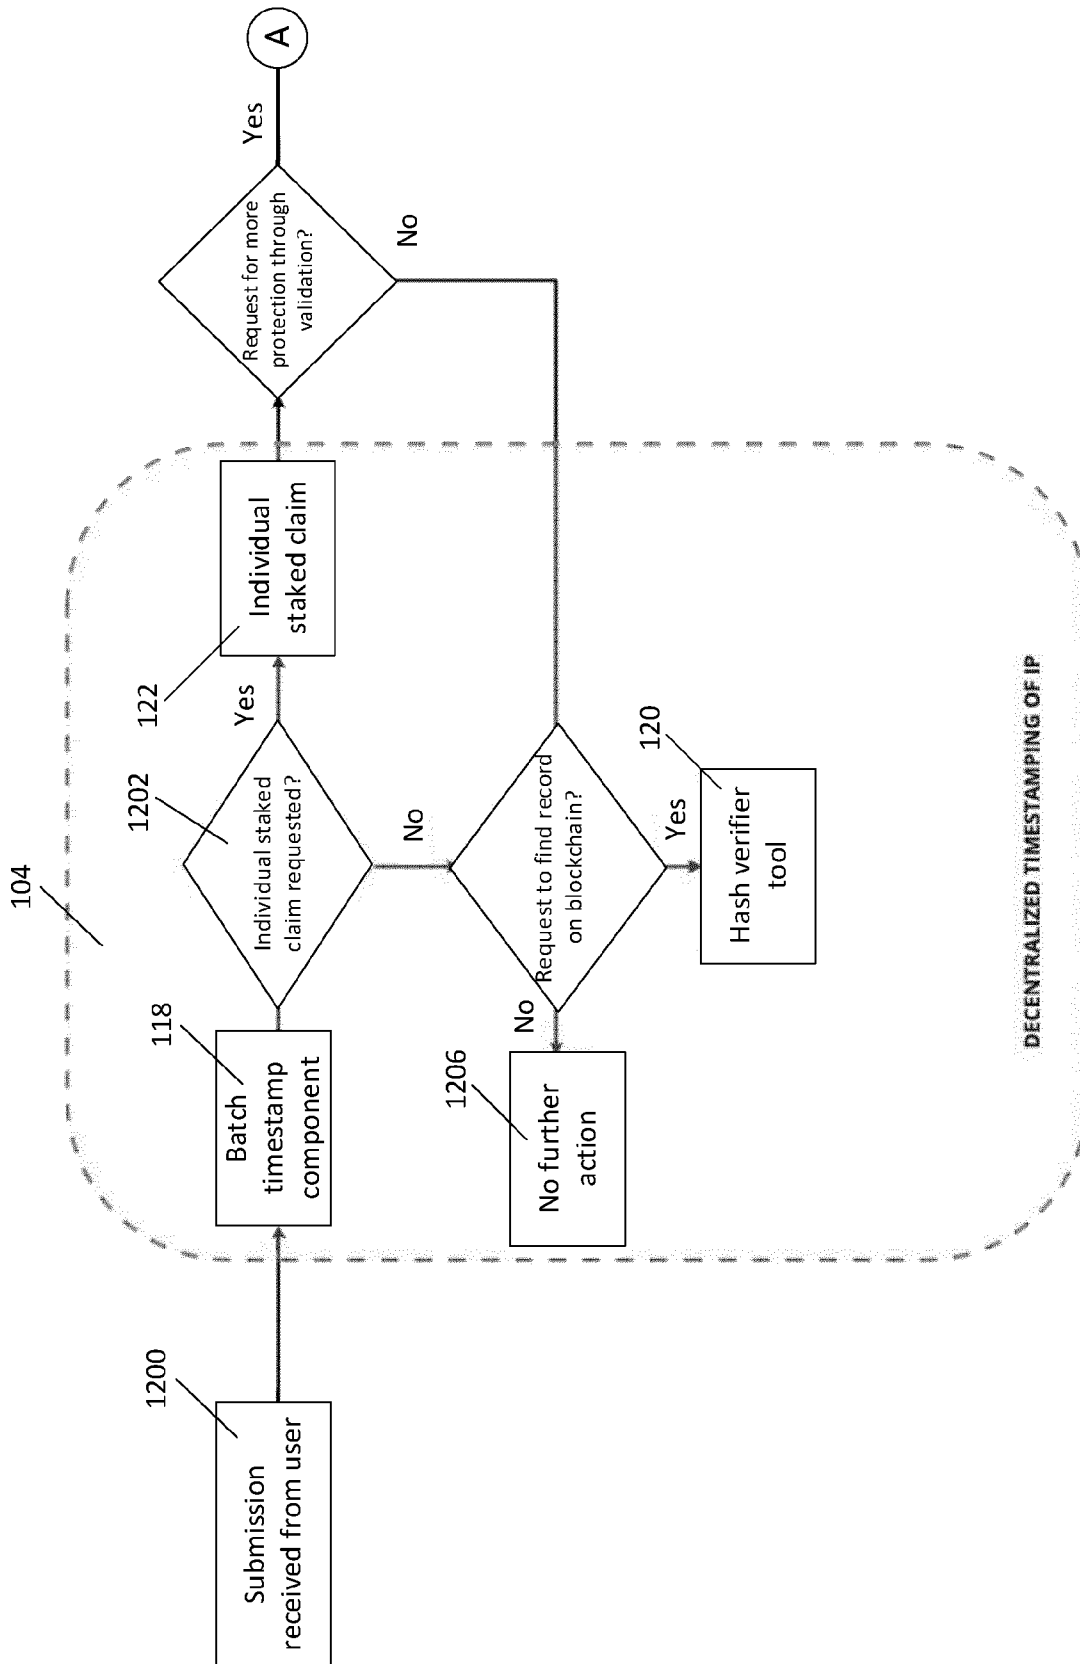 104
1200
Submission
received from user
118
Batch
timestamp
component
1202
Individual staked
claim requested?
Yes
122
Individual
staked claim
Request for more
protection through
validation?
Yes
A
No
No
Request to find record
on blockchain?
No
1206
No further
action
Yes
120
Hash verifier
tool
DECENTRALIZED TIMESTAMPING OF IP